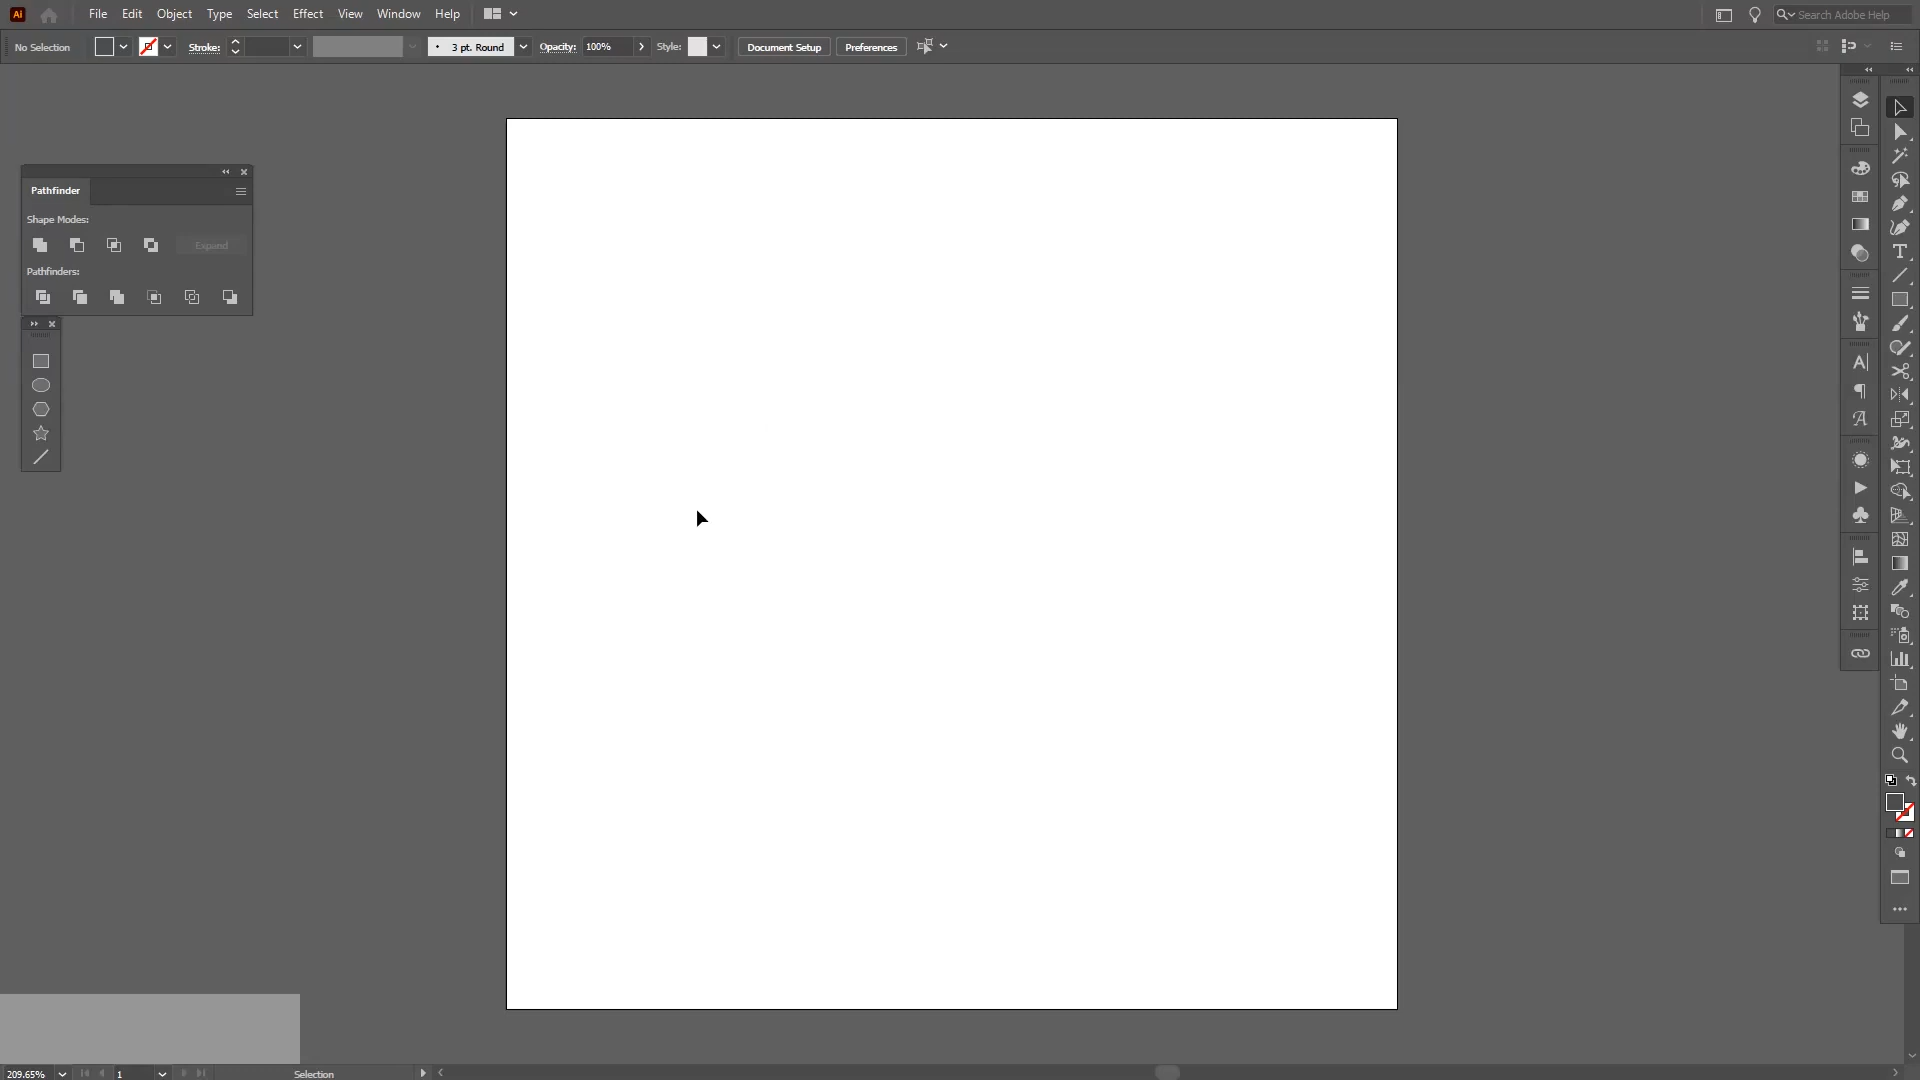 Ai File Edit Object Type Select Effect View Window Help Search Adobe Help
No Selection Stroke: 3 pt. Round Opacity: 100% Style: Document Setup Preferences
Pathfinder
Shape Modes:
Expand
Pathfinders:
209.65% 1 Selection